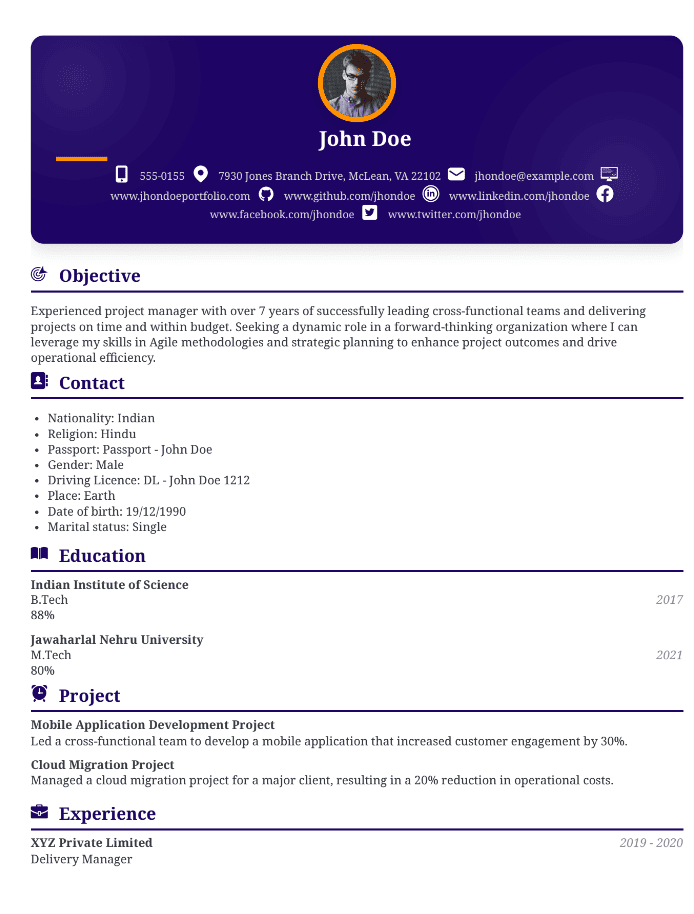 John Doe
555-0155 7930 Jones Branch Drive, McLean, VA 22102 jhondoe@example.com
www.jhondoeportfolio.com www.github.com/jhondoe www.linkedin.com/jhondoe
www.facebook.com/jhondoe www.twitter.com/jhondoe
Objective
Experienced project manager with over 7 years of successfully leading cross-functional teams and delivering
projects on time and within budget. Seeking a dynamic role in a forward-thinking organization where I can
leverage my skills in Agile methodologies and strategic planning to enhance project outcomes and drive
operational efficiency.
Contact
• Nationality: Indian
• Religion: Hindu
• Passport: Passport - John Doe
• Gender: Male
• Driving Licence: DL - John Doe 1212
• Place: Earth
• Date of birth: 19/12/1990
• Marital status: Single
Education
Indian Institute of Science
B.Tech 2017
88%
Jawaharlal Nehru University
M.Tech 2021
80%
Project
Mobile Application Development Project
Led a cross-functional team to develop a mobile application that increased customer engagement by 30%.
Cloud Migration Project
Managed a cloud migration project for a major client, resulting in a 20% reduction in operational costs.
Experience
XYZ Private Limited 2019 - 2020
Delivery Manager